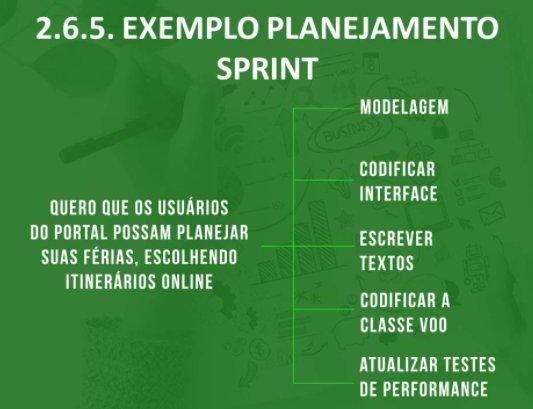 2.6.5. EXEMPLO PLANEJAMENTO
SPRINT
QUERO QUE OS USUÁRIOS
DO PORTAL POSSAM PLANEJAR
SUAS FÉRIAS, ESCOLHENDO
ITINERÁRIOS ONLINE
MODELAGEM
CODIFICAR
INTERFACE
ESCREVER
TEXTOS
CODIFICAR A
CLASSE VOO
ATUALIZAR TESTES
DE PERFORMANCE
BUSINESS